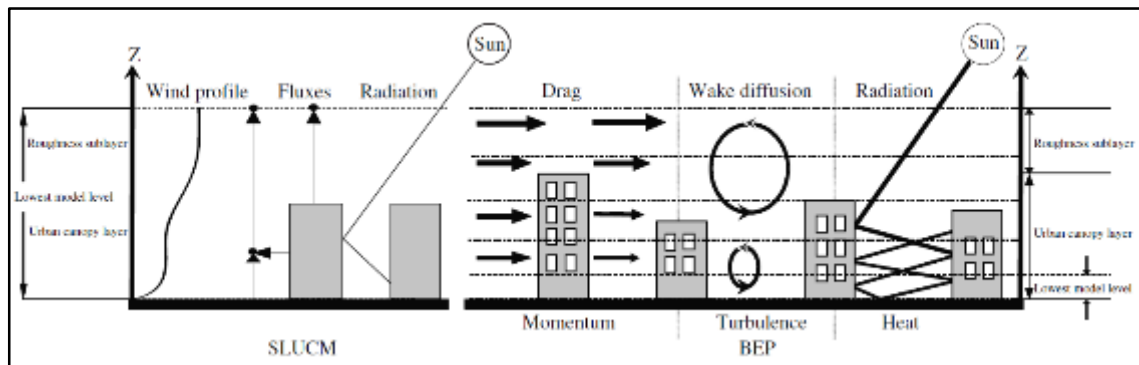 Sun
Sun
Z
Z
Wind profile Fluxes Radiation
Drag Wake diffusion Radiation
Roughness sublayer
Roughness sublayer
Lowest model level
Urban canopy layer
Urban canopy layer
Lowest model level
Momentum Turbulence Heat
SLUCM BEP